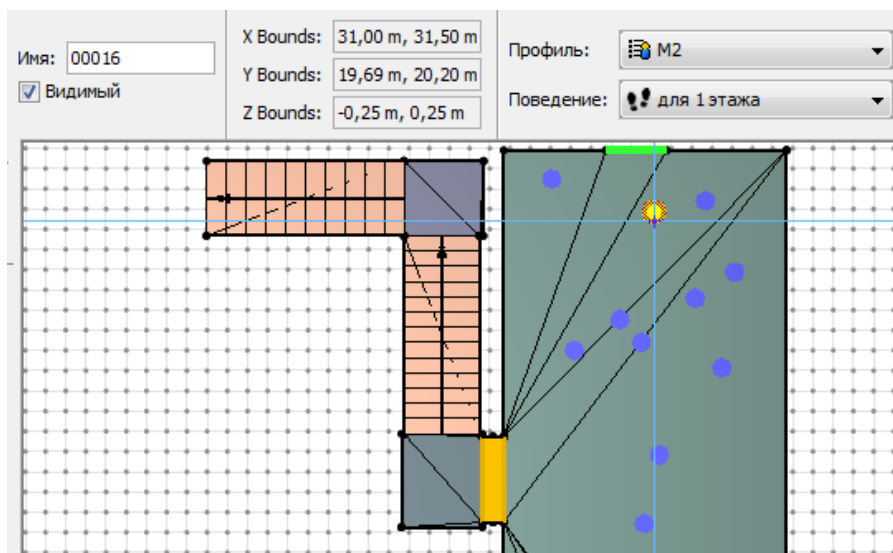 Имя: 00016
Видимый
X Bounds: 31,00 m, 31,50 m
Y Bounds: 19,69 m, 20,20 m
Z Bounds: -0,25 m, 0,25 m
Профиль: M2
Поведение: для 1 этажа